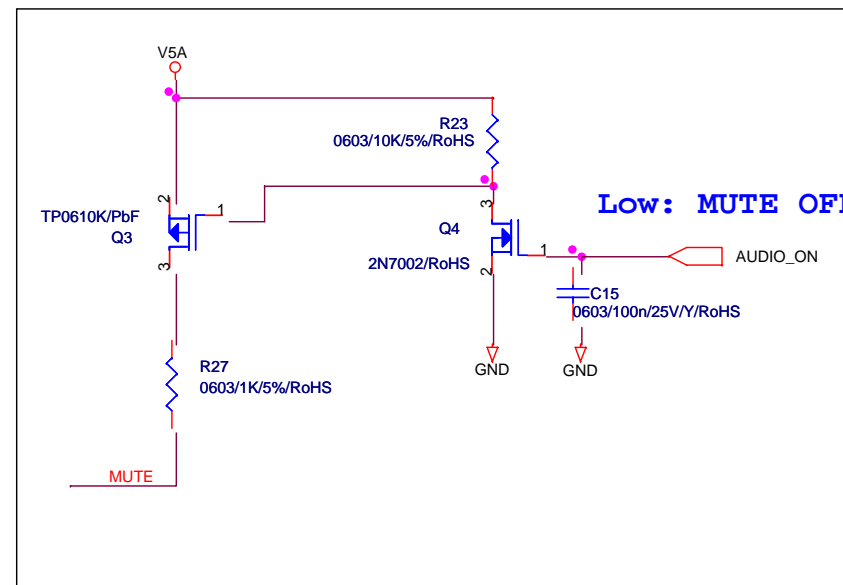 V5A
R23
0603/10K/5%/RoHS
2
1
TP0610K/PbF
Q3
3
3
Q4
1
2N7002/RoHS
2
Low: MUTE OFF
AUDIO_ON
C15
0603/100n/25V/Y/RoHS
GND
GND
R27
0603/1K/5%/RoHS
MUTE